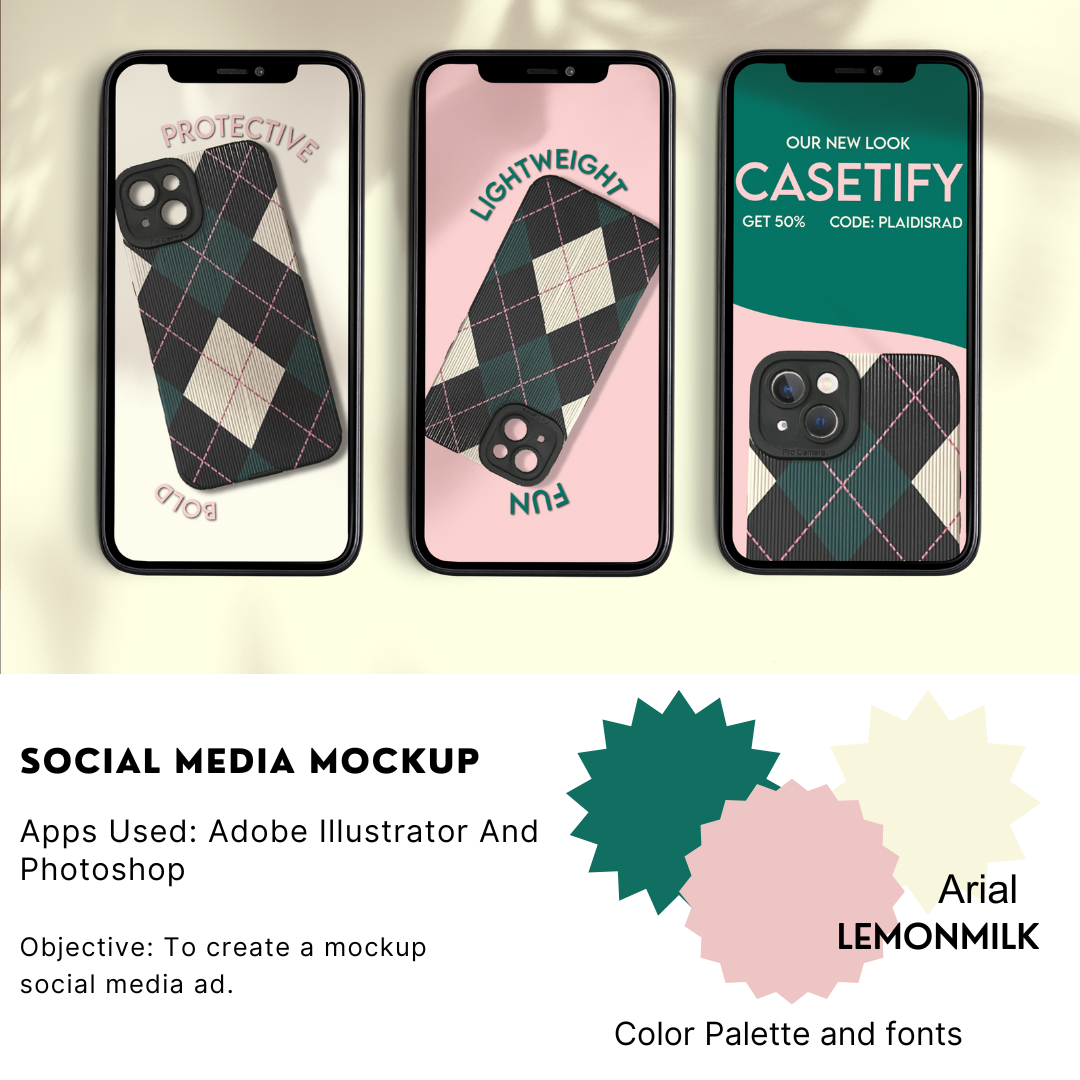 PROTECTIVE
BOLD
LIGHTWEIGHT
FUN
OUR NEW LOOK
CASETIFY
GET 50% CODE: PLAIDISRAD
Pro Camera.
SOCIAL MEDIA MOCKUP
Apps Used: Adobe Illustrator And
Photoshop
Objective: To create a mockup
social media ad.
Arial
LEMONMILK
Color Palette and fonts